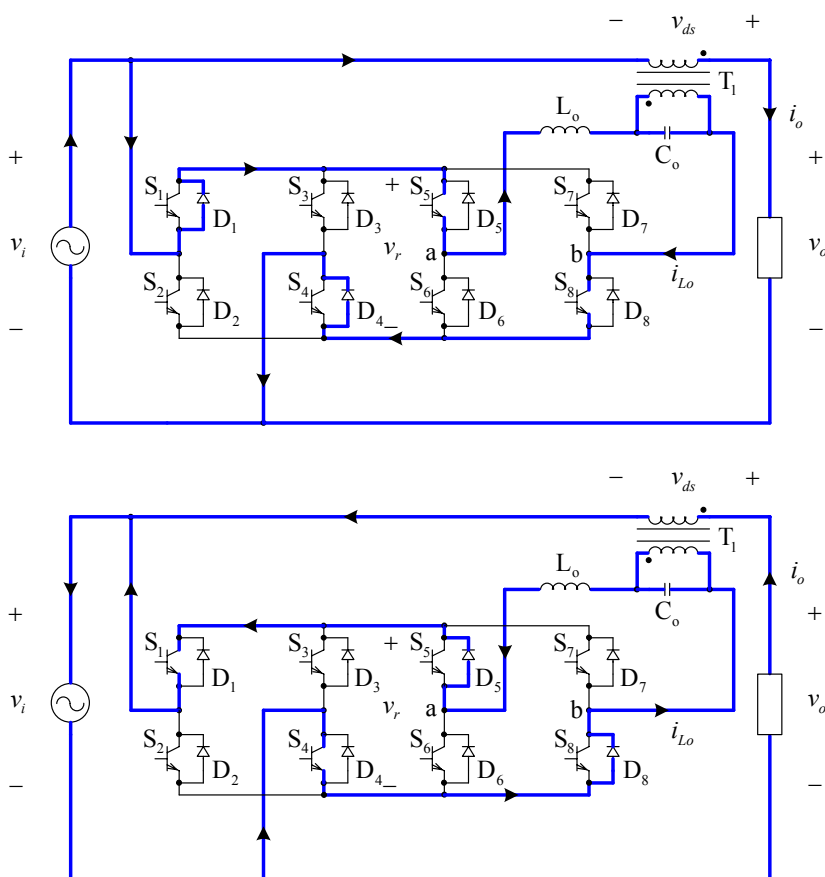 − v_ds +
T₁
L_o
i_o
C_o
+ S₁ S₃ + S₅ S₇ +
D₁ D₃ D₅ D₇
v_i v_r a b v_o
i_Lo
S₂ S₄ S₆ S₈
D₂ D₄ − D₆ D₈
− −
− v_ds +
T₁
L_o
i_o
C_o
+ S₁ S₃ + S₅ S₇ +
D₁ D₃ D₅ D₇
v_i v_r a b v_o
i_Lo
S₂ S₄ S₆ S₈
D₂ D₄ − D₆ D₈
− −